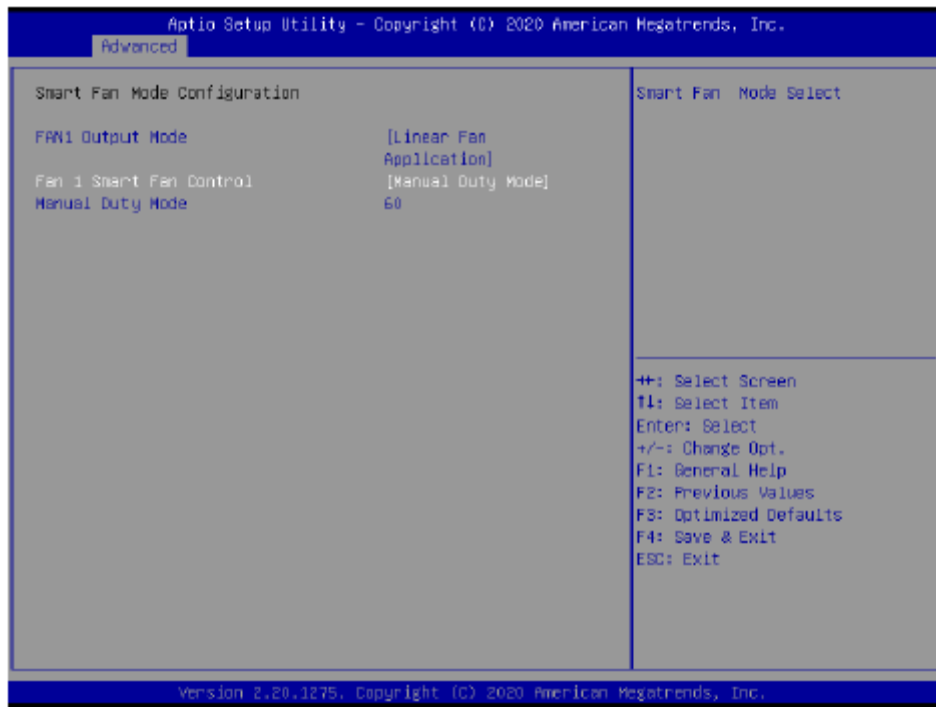 Aptio Setup Utility - Copyright (C) 2020 American Megatrends, Inc.
Advanced
Smart Fan Mode Configuration
FAN1 Output Mode [Linear Fan
Application]
Fan 1 Smart Fan Control [Manual Duty Mode]
Manual Duty Mode 60
Smart Fan Mode Select
→←: Select Screen
↑↓: Select Item
Enter: Select
+/-: Change Opt.
F1: General Help
F2: Previous Values
F3: Optimized Defaults
F4: Save & Exit
ESC: Exit
Version 2.20.1275. Copyright (C) 2020 American Megatrends, Inc.